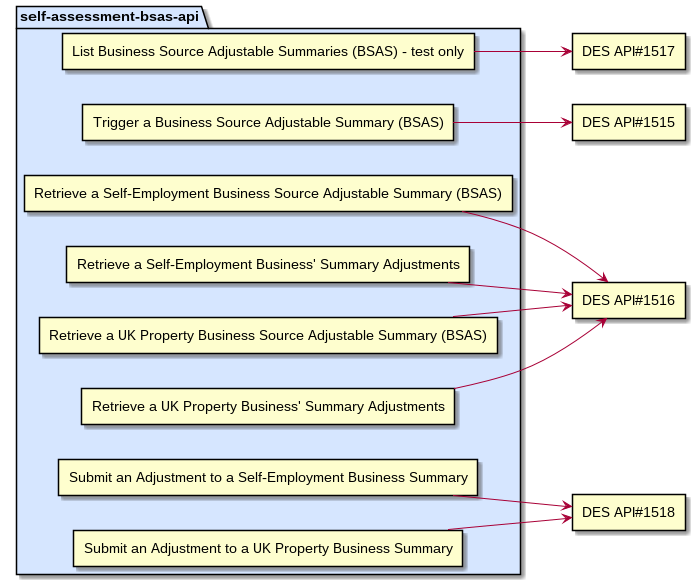 self-assessment-bsas-api
List Business Source Adjustable Summaries (BSAS) - test only
DES API#1517
Trigger a Business Source Adjustable Summary (BSAS)
DES API#1515
Retrieve a Self-Employment Business Source Adjustable Summary (BSAS)
Retrieve a Self-Employment Business' Summary Adjustments
DES API#1516
Retrieve a UK Property Business Source Adjustable Summary (BSAS)
Retrieve a UK Property Business' Summary Adjustments
Submit an Adjustment to a Self-Employment Business Summary
DES API#1518
Submit an Adjustment to a UK Property Business Summary